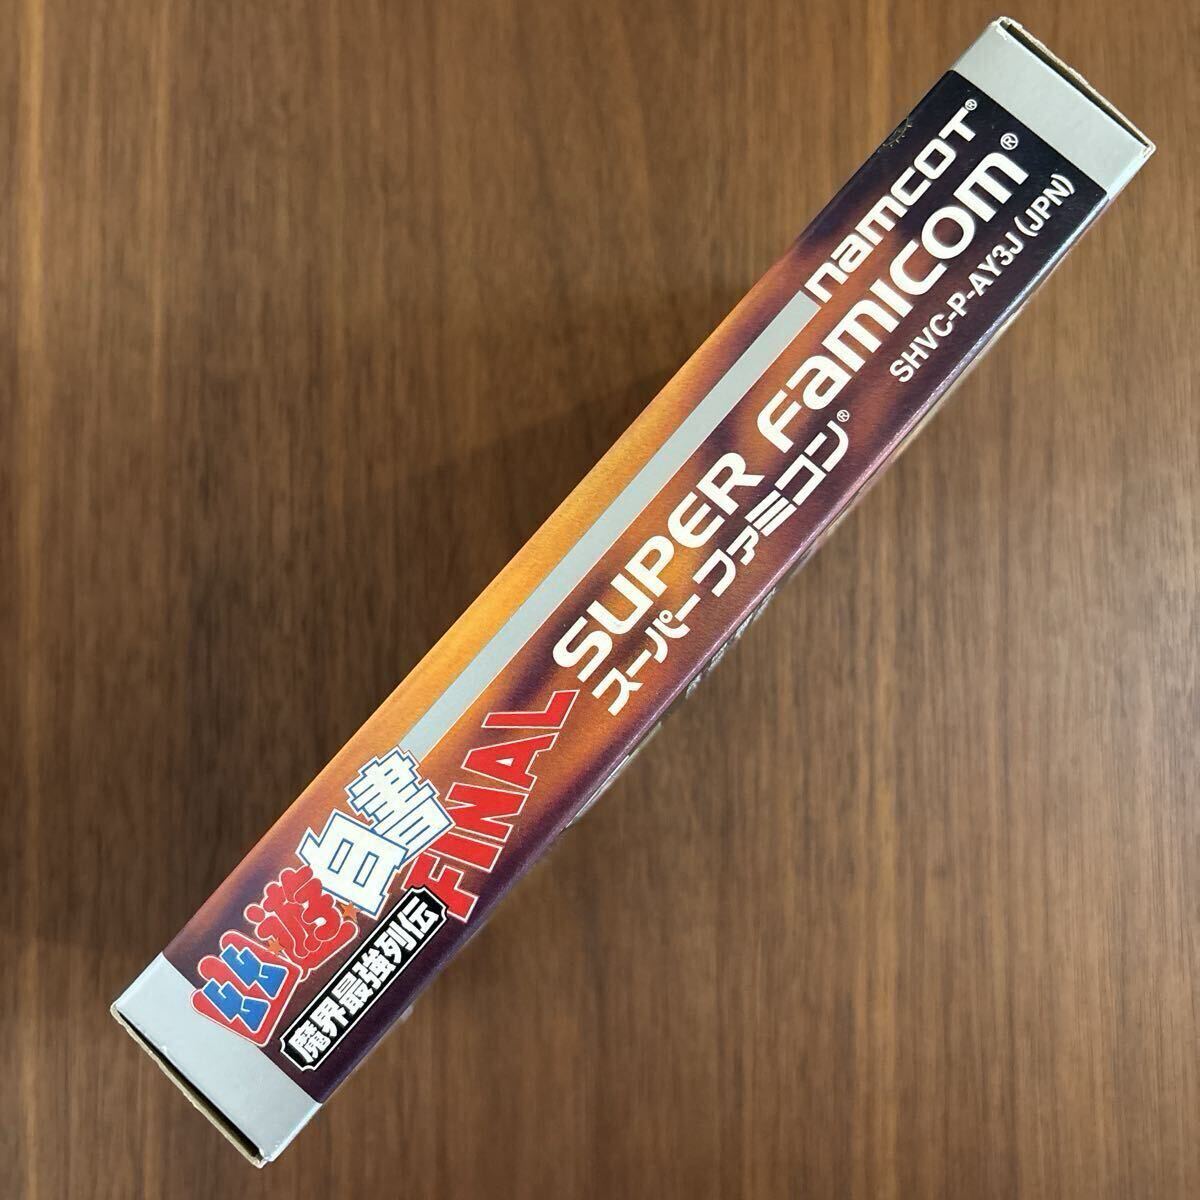 幽☆遊☆白書
FINAL
魔界最強列伝
namcot®
SUPER Famicom®
スーパーファミコン®
SHVC-P-AY3J (JPN)